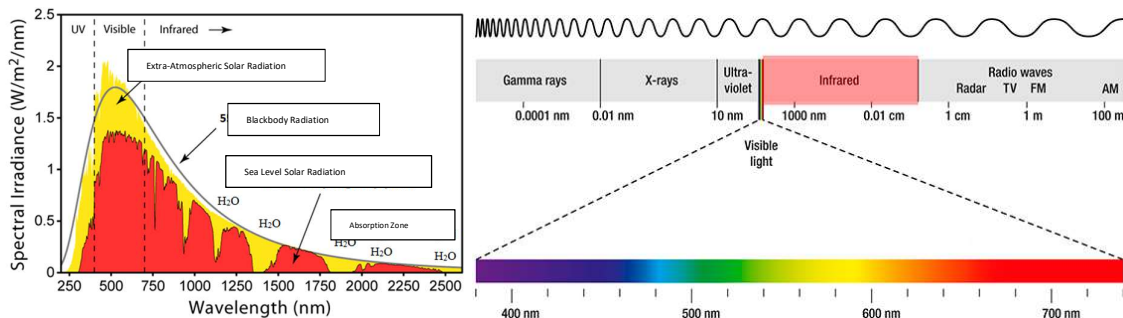 2.5
UV Visible Infrared
2
Extra-Atmospheric Solar Radiation
1.5
Blackbody Radiation
1
Sea Level Solar Radiation
H2O
0.5
H2O
Absorption Zone
H2O
H2O
H2O
0
250 500 750 1000 1250 1500 1750 2000 2250 2500
Wavelength (nm)
Spectral Irradiance (W/m²/nm)
Gamma rays
X-rays
Ultra-
violet
Infrared
Radio waves
Radar TV FM AM
0.0001 nm 0.01 nm 10 nm 1000 nm 0.01 cm 1 cm 1 m 100 m
Visible
light
400 nm 500 nm 600 nm 700 nm